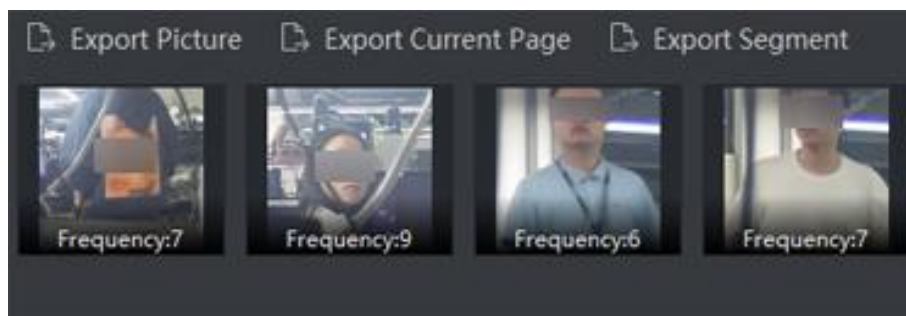 Export Picture Export Current Page Export Segment
Frequency:7 Frequency:9 Frequency:6 Frequency:7